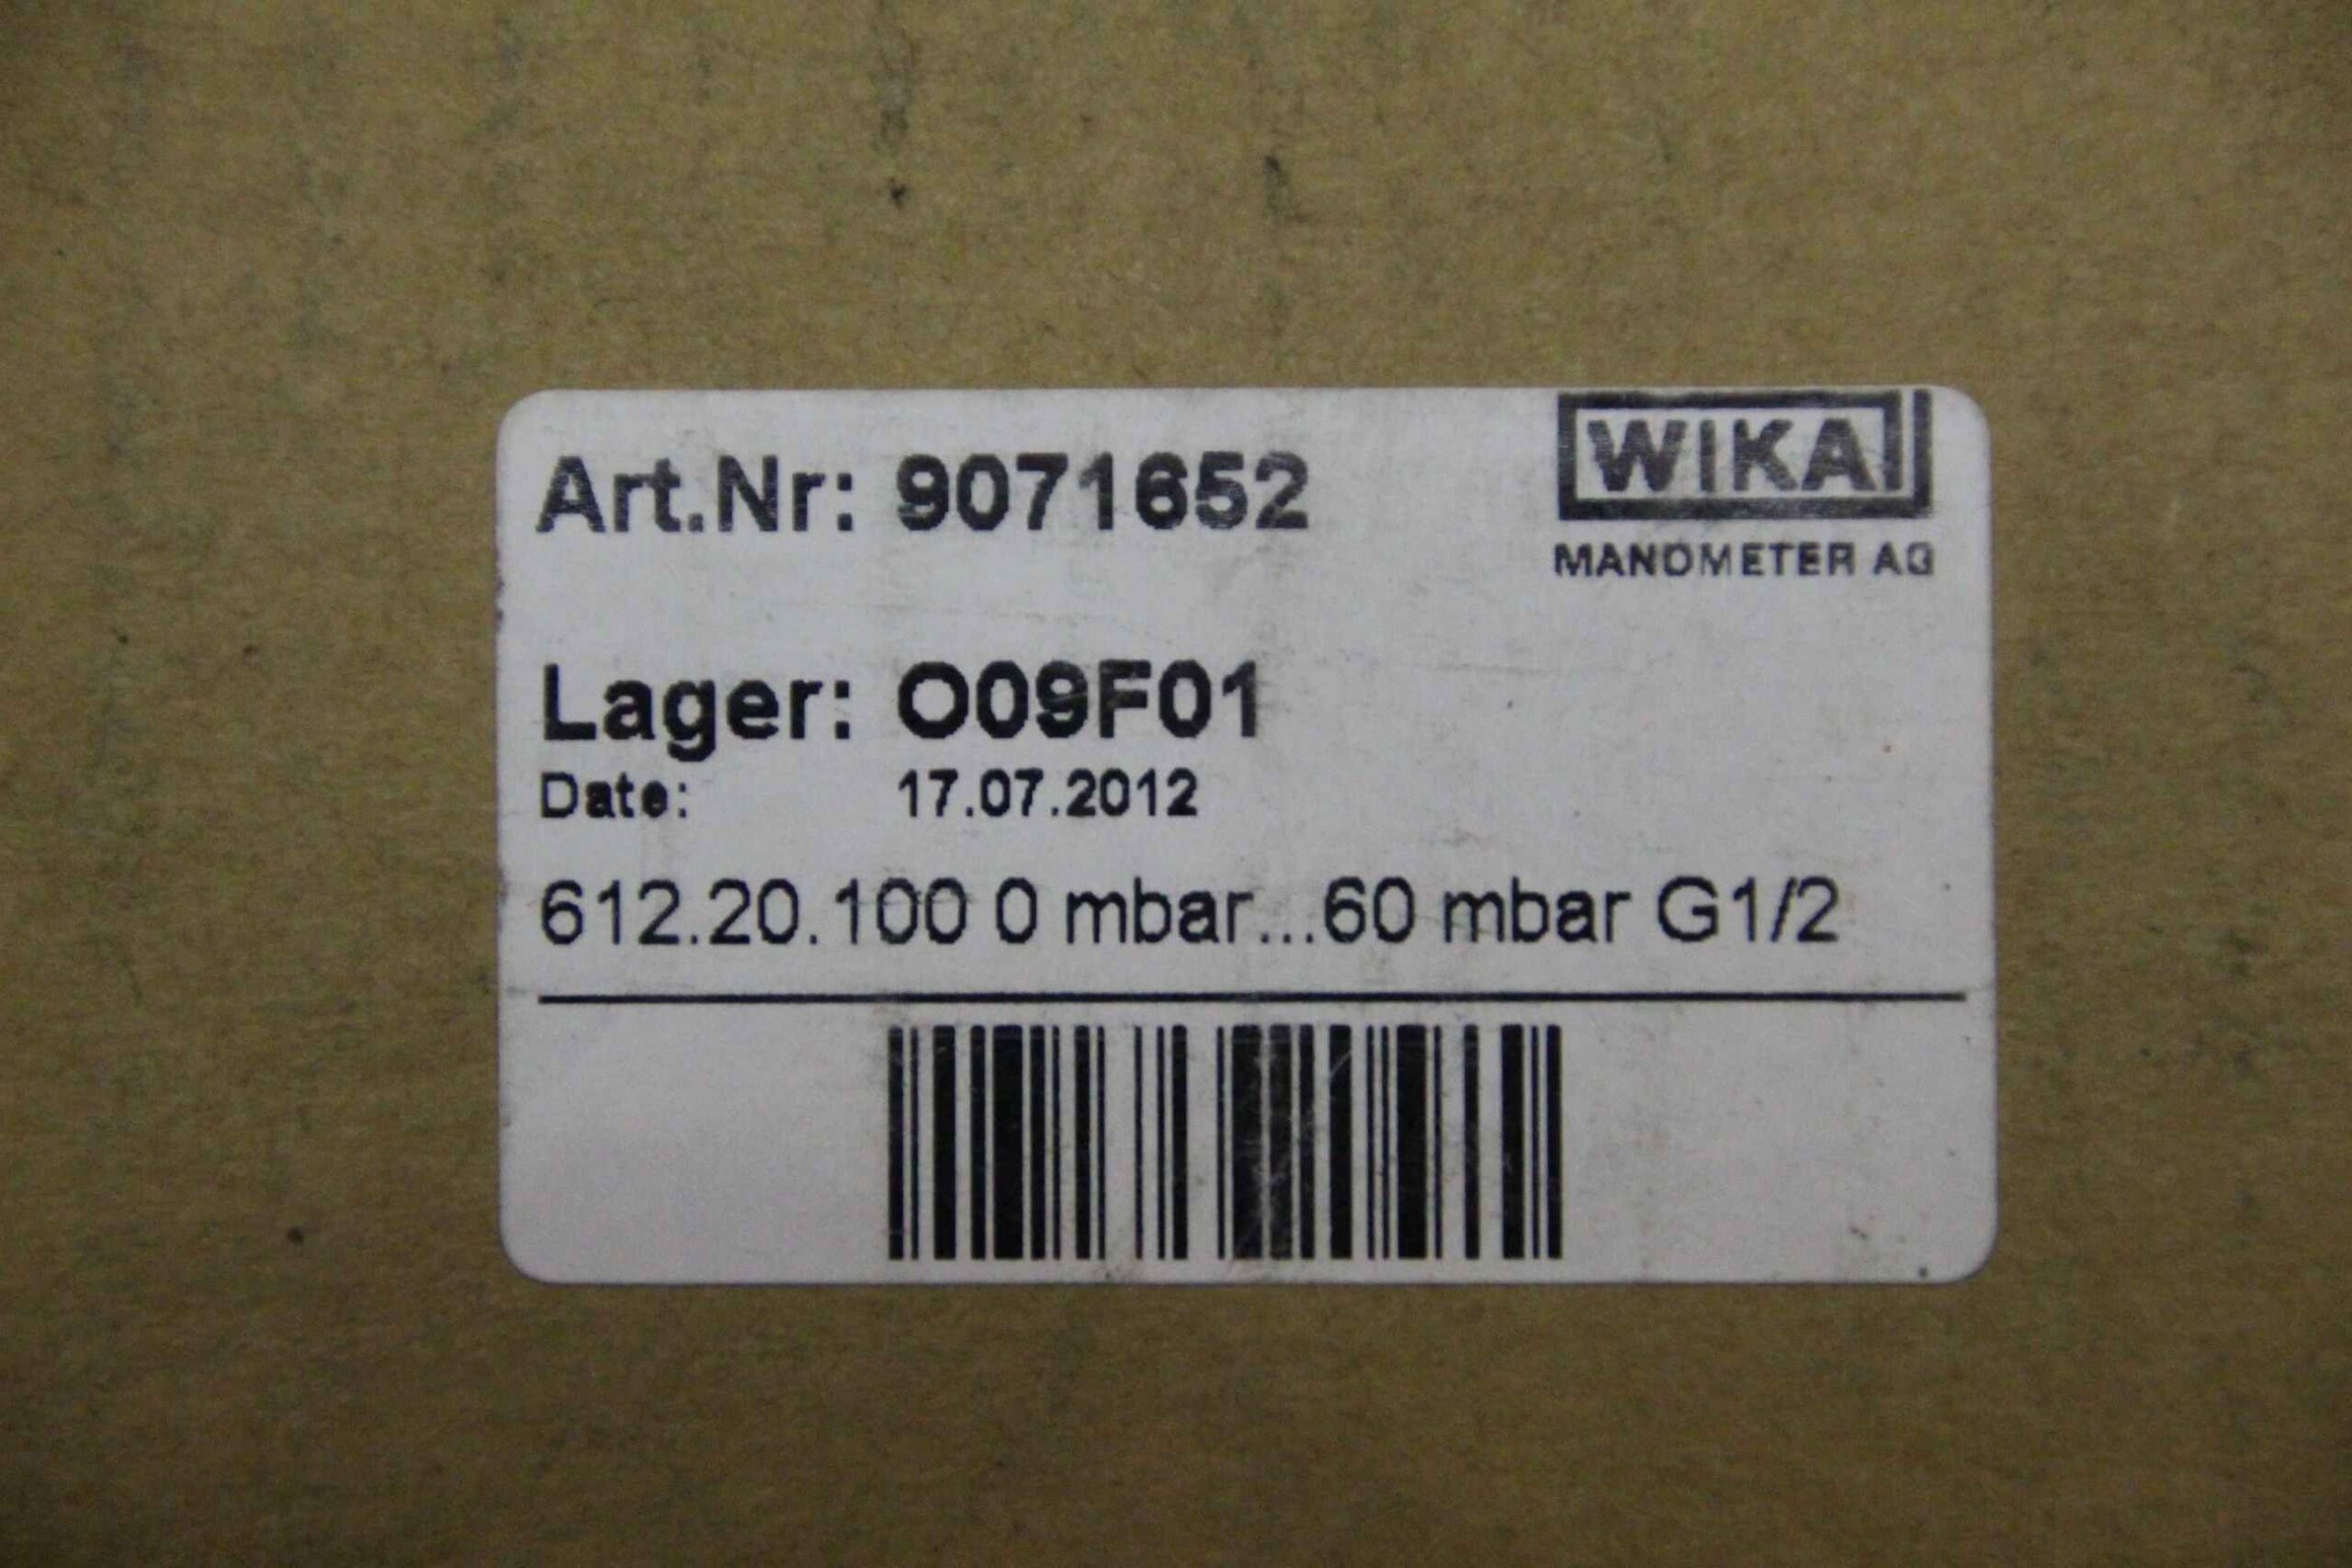 WIKA
Art.Nr: 9071652
MANOMETER AG
Lager: O09F01
Date: 17.07.2012
612.20.100 0 mbar...60 mbar G1/2